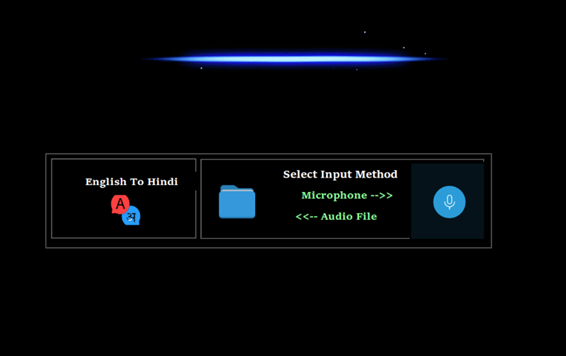 English To Hindi
A
अ
Select Input Method
Microphone -->>
<<-- Audio File